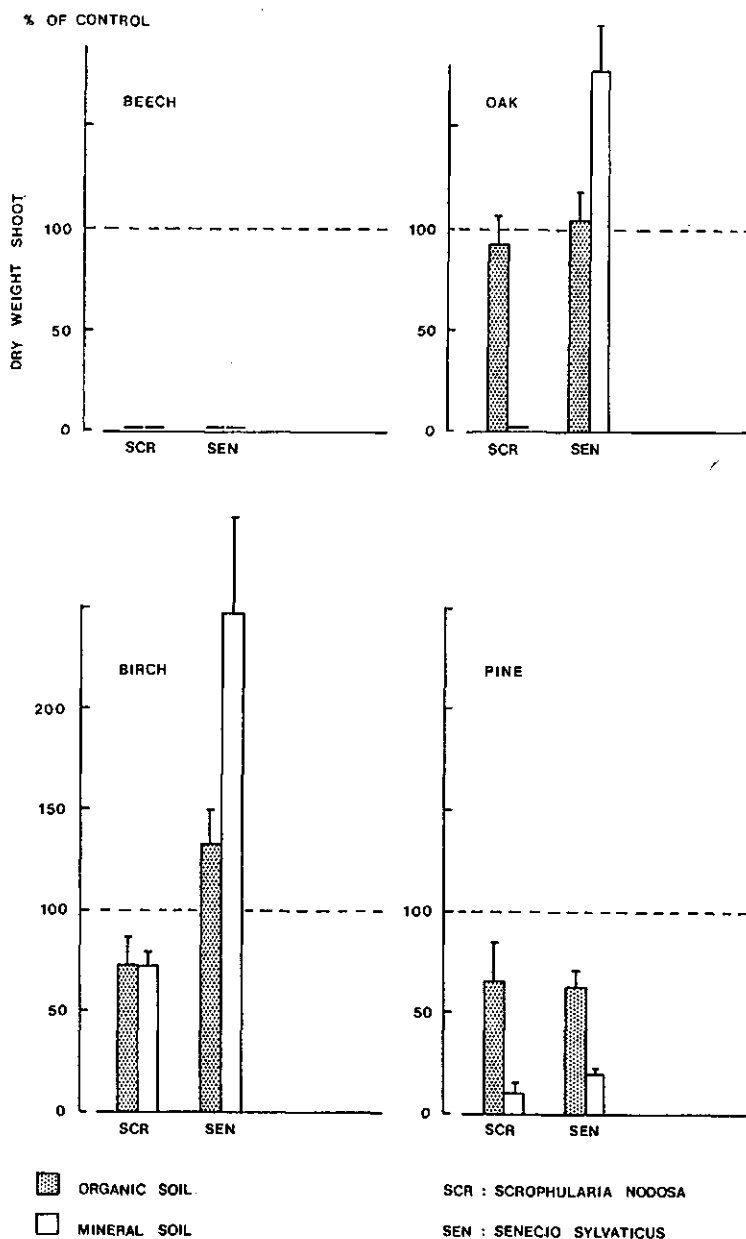 % OF CONTROL
DRY WEIGHT SHOOT
BEECH
100
50
0
SCR SEN
OAK
100
50
0
SCR SEN
BIRCH
200
150
100
50
0
SCR SEN
PINE
100
50
0
SCR SEN
ORGANIC SOIL
MINERAL SOIL
SCR : SCROPHULARIA NODOSA
SEN : SENECIO SYLVATICUS